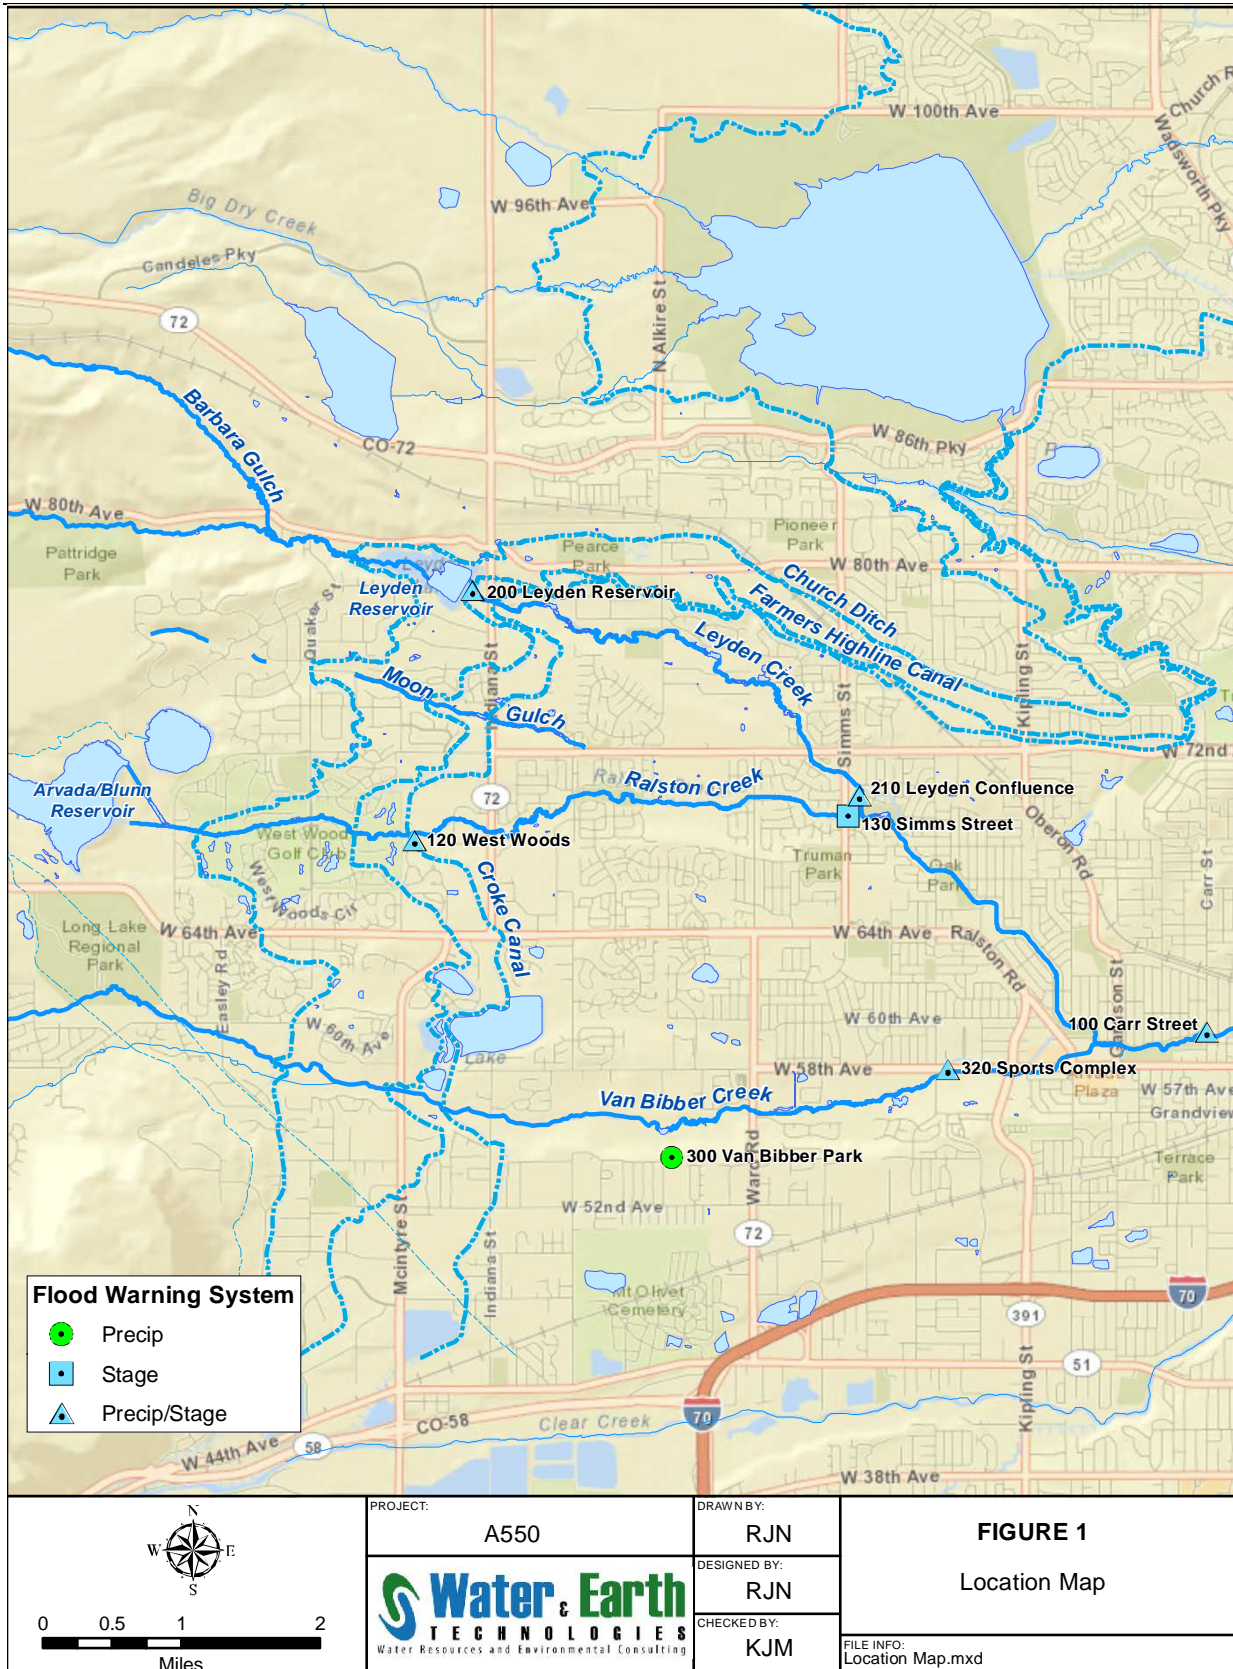 W 100th Ave
Church R
Wadsworth Pky
W 96th Ave
Big Dry Creek
Candeles Pky
72
N Alkire St
Barbara Gulch
CO-72
W 86th Pky
W 80th Ave
Pattridge
Park
Pioneer
Park
Pearce
Park
W 80th Ave
Leyden
Reservoir
200 Leyden Reservoir
Church Ditch
Farmers Highline Canal
Leyden Creek
Quaker St
Indiana St
Moon
Gulch
Simms St
Kipling St
W 72nd
Arvada/Blunn
Reservoir
72
Ralston Creek
210 Leyden Confluence
130 Simms Street
Oberon Rd
West Woods
Golf Club
120 West Woods
Truman
Park
Oak
Park
Carr St
West Woods Cir
Croke Canal
Long Lake
Regional
Park
W 64th Ave
W 64th Ave
Ralston Rd
Easley Rd
W 60th Ave
W 60th Ave
Garrison St
100 Carr Street
Lake
W 58th Ave
320 Sports Complex
Arvada
Plaza
W 57th Ave
Grandview
Van Bibber Creek
300 Van Bibber Park
Ward Rd
Terrace
Park
W 52nd Ave
72
Mcintyre St
Indiana St
Mt Olivet
Cemetery
70
391
51
Kipling St
70
CO-58
Clear Creek
W 44th Ave
58
W 38th Ave
Flood Warning System
Precip
Stage
Precip/Stage
N
W E
S
0 0.5 1 2
Miles
PROJECT:
A550
Water & Earth
TECHNOLOGIES
Water Resources and Environmental Consulting
DRAWN BY:
RJN
DESIGNED BY:
RJN
CHECKED BY:
KJM
FIGURE 1
Location Map
FILE INFO:
Location Map.mxd